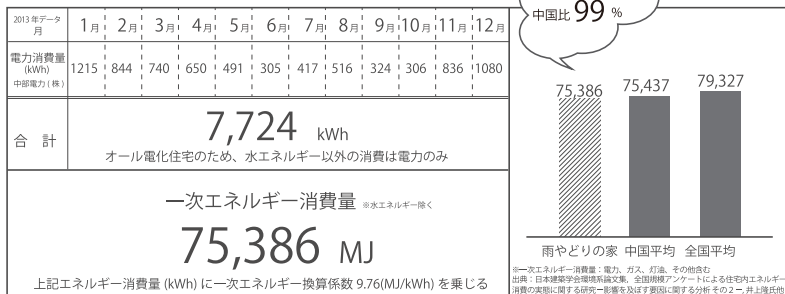 2013 年データ
月 1月 2月 3月 4月 5月 6月 7月 8月 9月 10月 11月 12月
電力消費量
(kWh)
中部電力(株)
1215 844 740 650 491 305 417 516 324 306 836 1080
合 計
7,724 kWh
オール電化住宅のため、水エネルギー以外の消費は電力のみ
一次エネルギー消費量 ※水エネルギー除く
75,386 MJ
上記エネルギー消費量 (kWh) に一次エネルギー換算係数 9.76(MJ/kWh) を乗じる
中国比 99 %
75,386 75,437 79,327
雨やどりの家 中国平均 全国平均
※一次エネルギー消費量：電力、ガス、灯油、その他含む
出典：日本建築学会環境系論文集，全国規模アンケートによる住宅内エネルギー
消費の実態に関する研究ー影響を及ぼす要因に関する分析 その2ー, 井上隆氏他